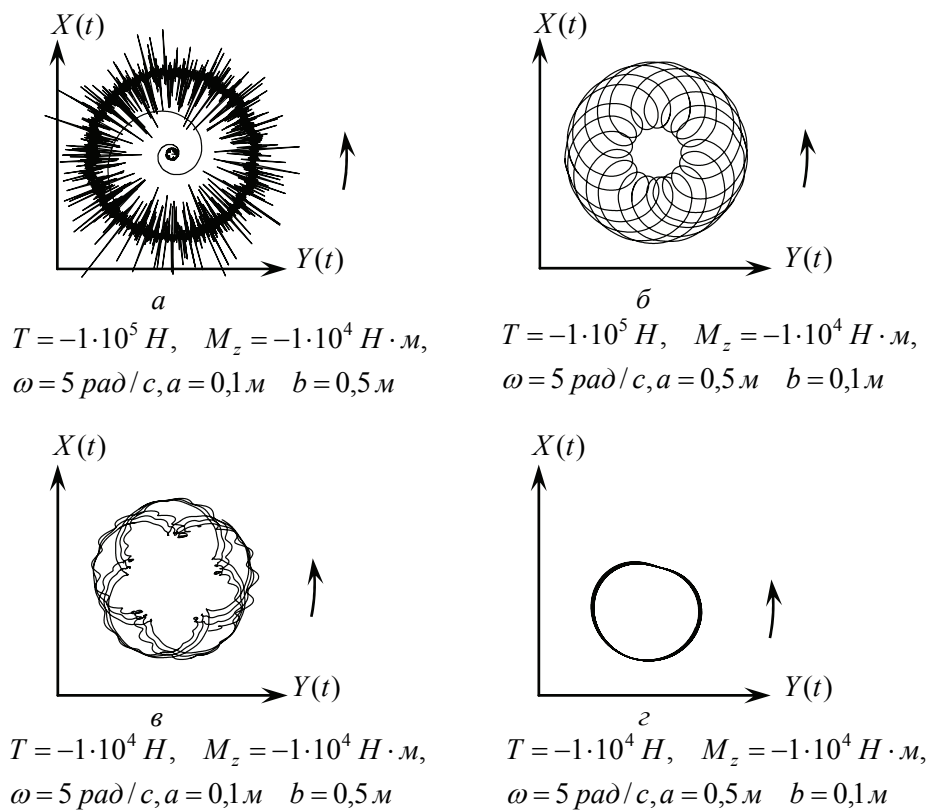 X(t)
Y(t)
а
T = −1·10⁵ Н, M_z = −1·10⁴ Н·м,
ω = 5 рад/с, a = 0,1 м b = 0,5 м
X(t)
Y(t)
б
T = −1·10⁵ Н, M_z = −1·10⁴ Н·м,
ω = 5 рад/с, a = 0,5 м b = 0,1 м
X(t)
Y(t)
в
T = −1·10⁴ Н, M_z = −1·10⁴ Н·м,
ω = 5 рад/с, a = 0,1 м b = 0,5 м
X(t)
Y(t)
г
T = −1·10⁴ Н, M_z = −1·10⁴ Н·м,
ω = 5 рад/с, a = 0,5 м b = 0,1 м